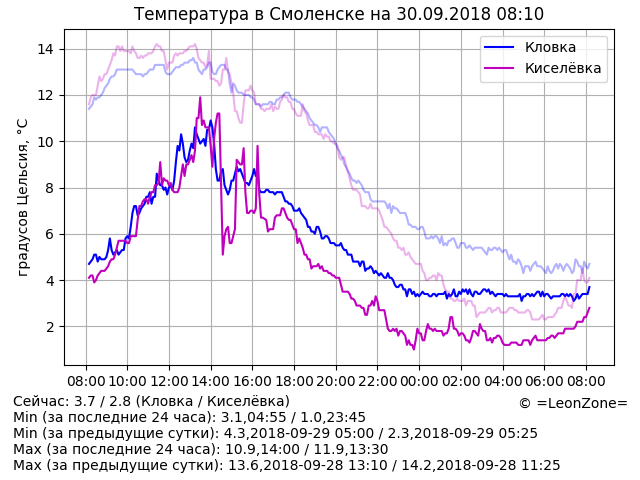 Температура в Смоленске на 30.09.2018 08:10
Кловка
Киселёвка
градусов Цельсия, °C
14
12
10
8
6
4
2
08:00 10:00 12:00 14:00 16:00 18:00 20:00 22:00 00:00 02:00 04:00 06:00 08:00
Сейчас: 3.7 / 2.8 (Кловка / Киселёвка)
© =LeonZone=
Min (за последние 24 часа): 3.1,04:55 / 1.0,23:45
Min (за предыдущие сутки): 4.3,2018-09-29 05:00 / 2.3,2018-09-29 05:25
Max (за последние 24 часа): 10.9,14:00 / 11.9,13:30
Max (за предыдущие сутки): 13.6,2018-09-28 13:10 / 14.2,2018-09-28 11:25